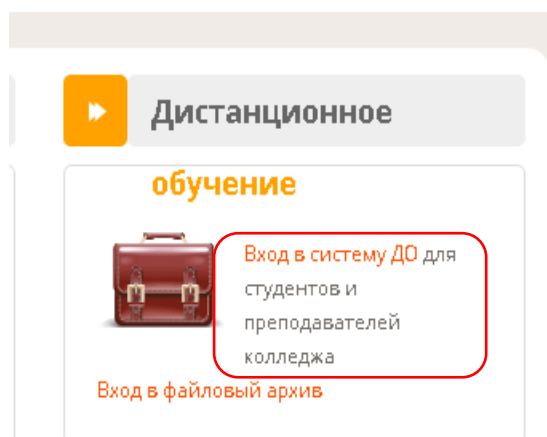 Дистанционное
обучение
Вход в систему ДО для
студентов и
преподавателей
колледжа
Вход в файловый архив